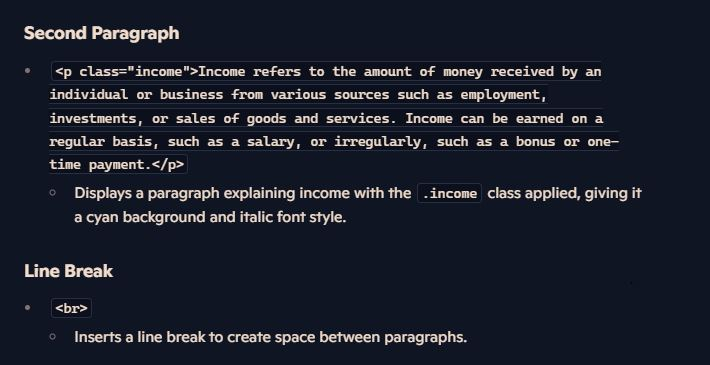 Second Paragraph
<p class="income">Income refers to the amount of money received by an
individual or business from various sources such as employment,
investments, or sales of goods and services. Income can be earned on a
regular basis, such as a salary, or irregularly, such as a bonus or one-
time payment.</p>
Displays a paragraph explaining income with the .income class applied, giving it
a cyan background and italic font style.
Line Break
<br>
Inserts a line break to create space between paragraphs.